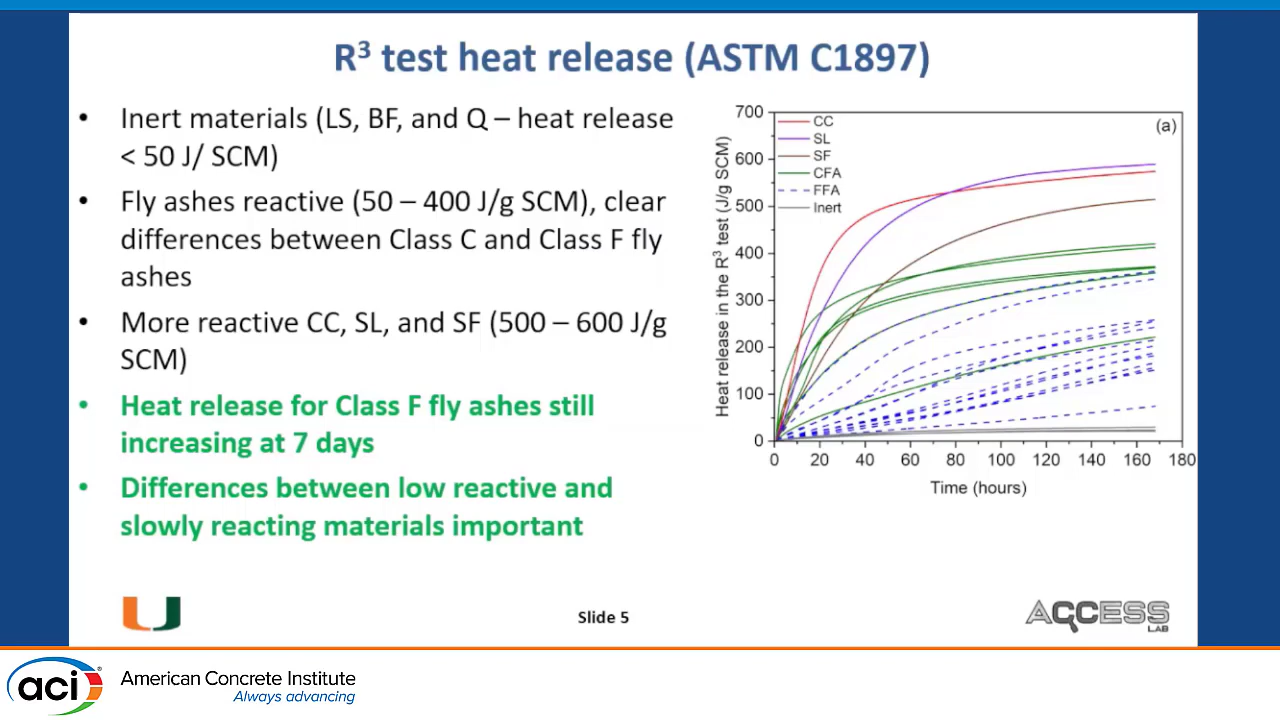 R³ test heat release (ASTM C1897)
• Inert materials (LS, BF, and Q – heat release
< 50 J/ SCM)
• Fly ashes reactive (50 – 400 J/g SCM), clear
differences between Class C and Class F fly
ashes
• More reactive CC, SL, and SF (500 – 600 J/g
SCM)
• Heat release for Class F fly ashes still
increasing at 7 days
• Differences between low reactive and
slowly reacting materials important
Heat release in the R³ test (J/g SCM)
700
600
500
400
300
200
100
0
CC
SL
SF
CFA
FFA
Inert
(a)
0 20 40 60 80 100 120 140 160 180
Time (hours)
U
Slide 5
ACCESS
LAB
aci
American Concrete Institute
Always advancing